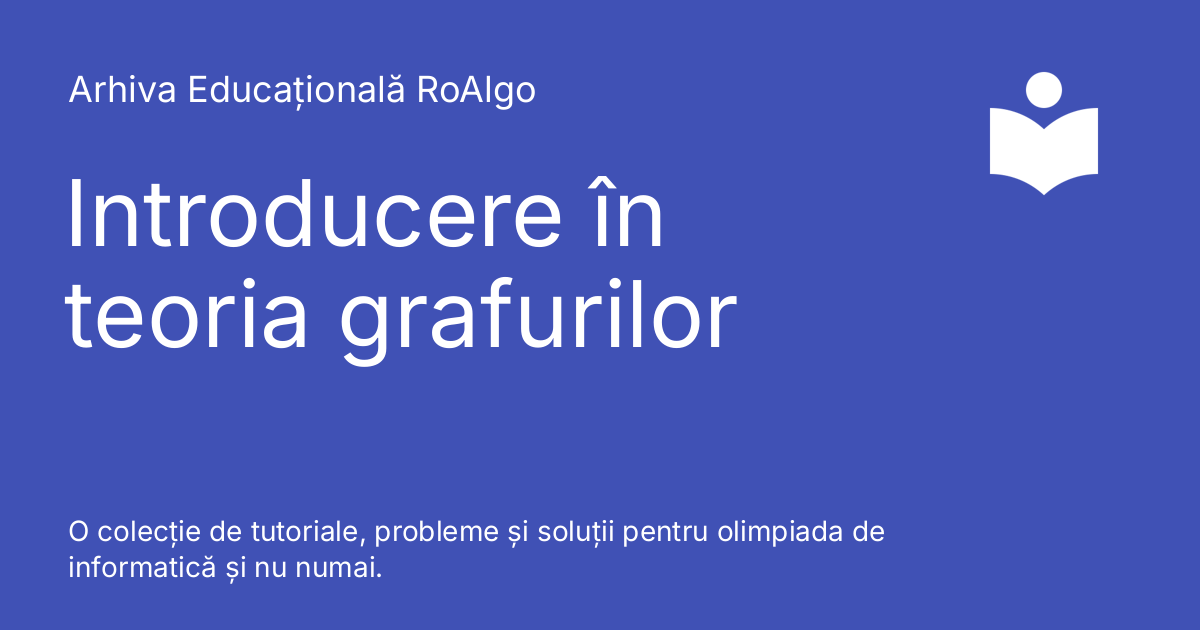 Arhiva Educațională RoAlgo
Introducere în
teoria grafurilor
O colecție de tutoriale, probleme și soluții pentru olimpiada de
informatică și nu numai.